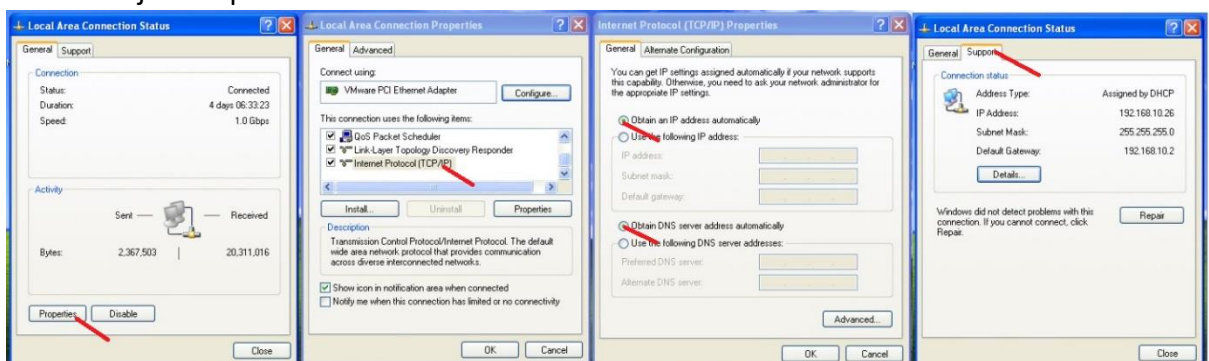 Local Area Connection Status
General Support
Connection
Status: Connected
Duration: 4 days 06:33:23
Speed: 1.0 Gbps
Activity
Sent — — Received
Bytes: 2,367,503 | 20,311,016
Properties Disable
Close
Local Area Connection Properties
General Advanced
Connect using:
VMware PCI Ethernet Adapter Configure...
This connection uses the following items:
QoS Packet Scheduler
Link-Layer Topology Discovery Responder
Internet Protocol (TCP/IP)
Install... Uninstall Properties
Description
Transmission Control Protocol/Internet Protocol. The default
wide area network protocol that provides communication
across diverse interconnected networks.
Show icon in notification area when connected
Notify me when this connection has limited or no connectivity
OK Cancel
Internet Protocol (TCP/IP) Properties
General Alternate Configuration
You can get IP settings assigned automatically if your network supports
this capability. Otherwise, you need to ask your network administrator for
the appropriate IP settings.
Obtain an IP address automatically
Use the following IP address:
IP address:
Subnet mask:
Default gateway:
Obtain DNS server address automatically
Use the following DNS server addresses:
Preferred DNS server:
Alternate DNS server:
Advanced...
OK Cancel
Local Area Connection Status
General Support
Connection status
Address Type: Assigned by DHCP
IP Address: 192.168.10.26
Subnet Mask: 255.255.255.0
Default Gateway: 192.168.10.2
Details...
Windows did not detect problems with this
connection. If you cannot connect, click
Repair.
Repair
Close